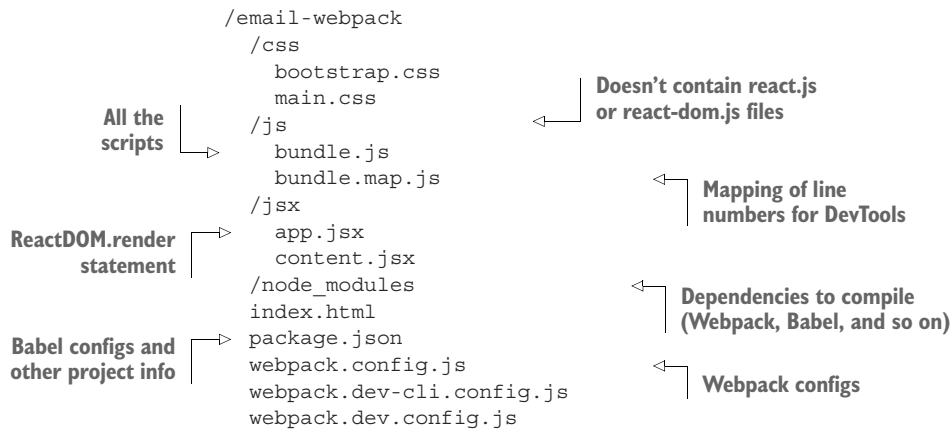 /email-webpack
/css
bootstrap.css
main.css
Doesn't contain react.js
or react-dom.js files
All the
scripts
/js
bundle.js
bundle.map.js
Mapping of line
numbers for DevTools
/jsx
ReactDOM.render
statement
app.jsx
content.jsx
/node_modules
Dependencies to compile
(Webpack, Babel, and so on)
index.html
Babel configs and
other project info
package.json
webpack.config.js
Webpack configs
webpack.dev-cli.config.js
webpack.dev.config.js